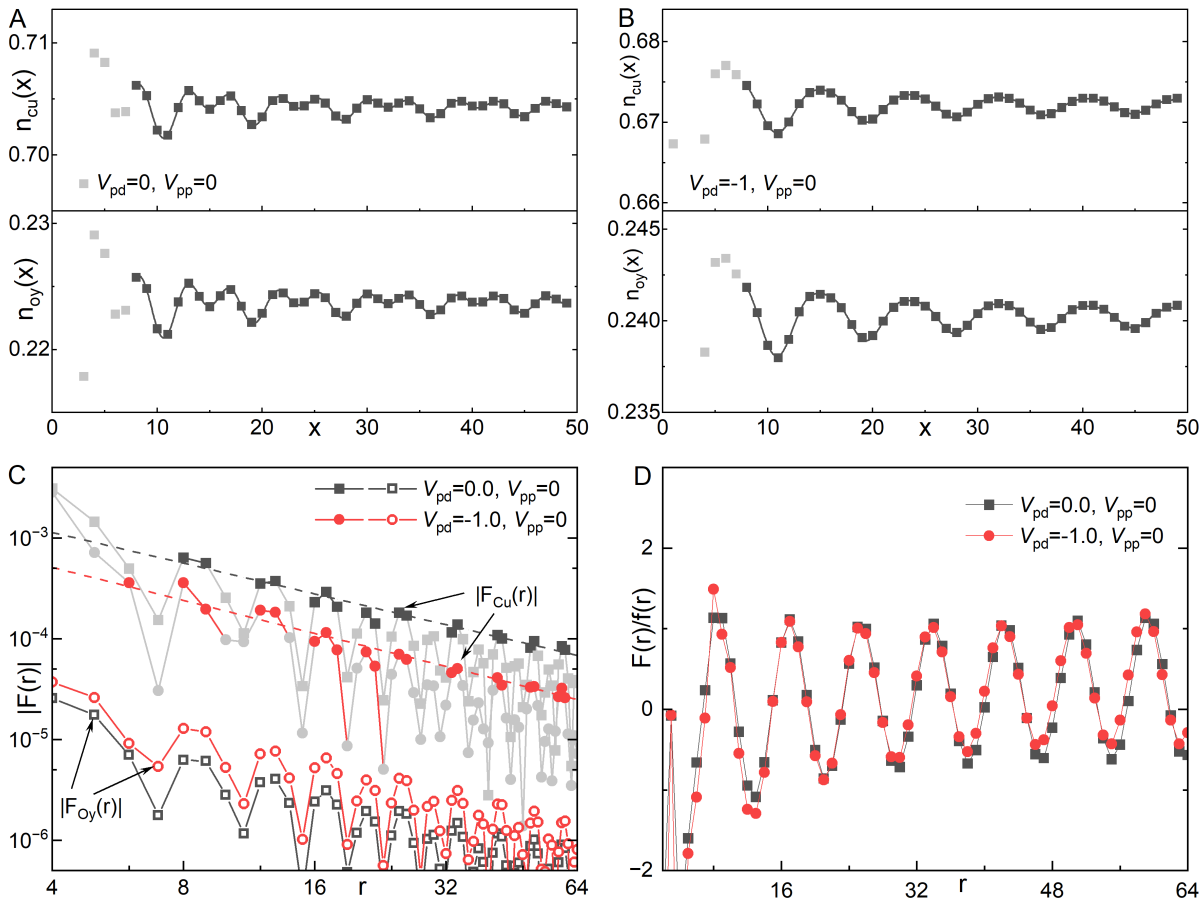 A
0.71
0.70
n_cu(x)
V_pd=0, V_pp=0
0.23
0.22
n_oy(x)
0 10 20 30 40 50
x
B
0.68
0.67
0.66
n_cu(x)
V_pd=-1, V_pp=0
0.245
0.240
0.235
n_oy(x)
0 10 20 30 40 50
x
C
V_pd=0.0, V_pp=0
V_pd=-1.0, V_pp=0
10^-3
10^-4
10^-5
10^-6
|F(r)|
|F_Cu(r)|
|F_Oy(r)|
4 8 16 32 64
r
D
V_pd=0.0, V_pp=0
V_pd=-1.0, V_pp=0
2
0
−2
F(r)/f(r)
16 32 48 64
r